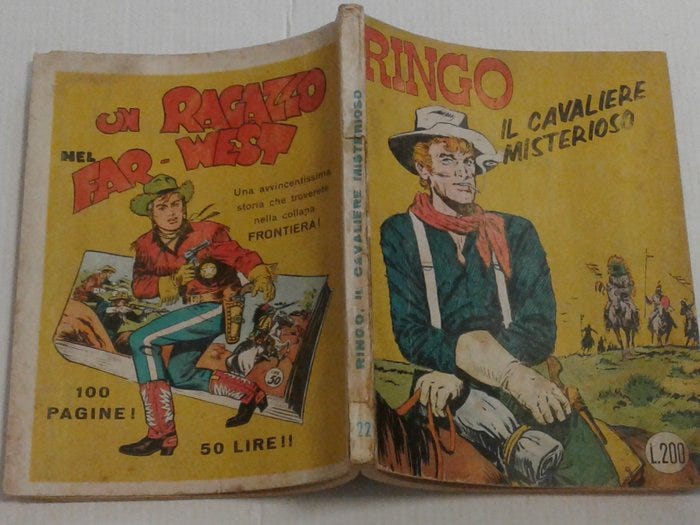 UN RAGAZZO
NEL FAR-WEST
Una avvincentissima
storia che troverete
nella collana
FRONTIERA!
100
PAGINE!
50 LIRE!!
50
RINGO, IL CAVALIERE MISTERIOSO
22
RINGO
IL CAVALIERE
MISTERIOSO
L.200